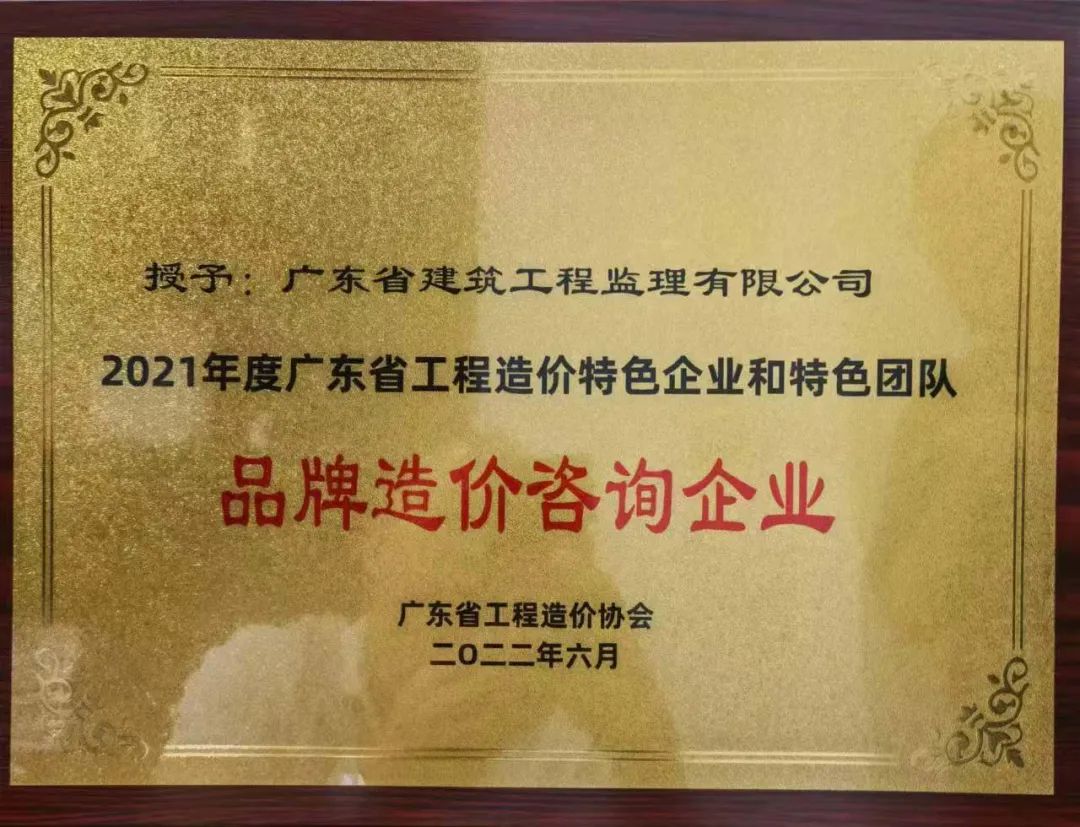 授予：广东省建筑工程监理有限公司
2021年度广东省工程造价特色企业和特色团队
品牌造价咨询企业
广东省工程造价协会
二〇二二年六月